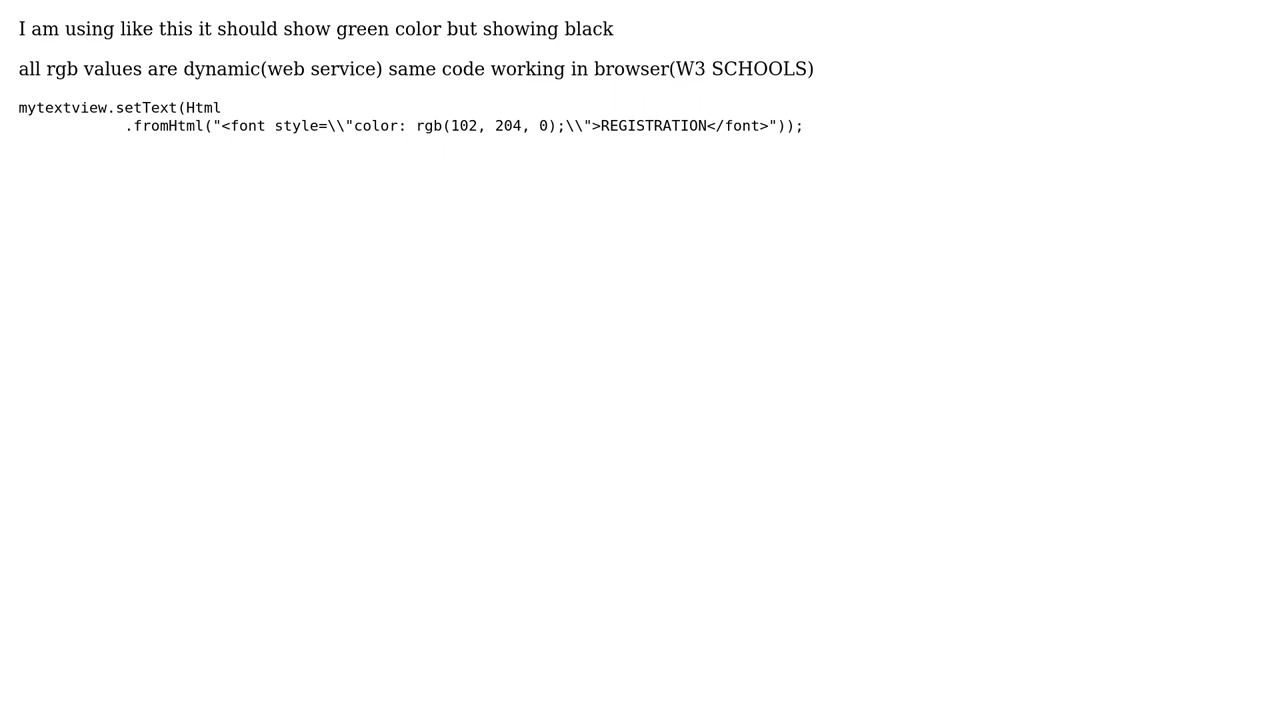 I am using like this it should show green color but showing black
all rgb values are dynamic(web service) same code working in browser(W3 SCHOOLS)
mytextview.setText(Html
            .fromHtml("<font style=\\"color: rgb(102, 204, 0);\\">REGISTRATION</font>"));